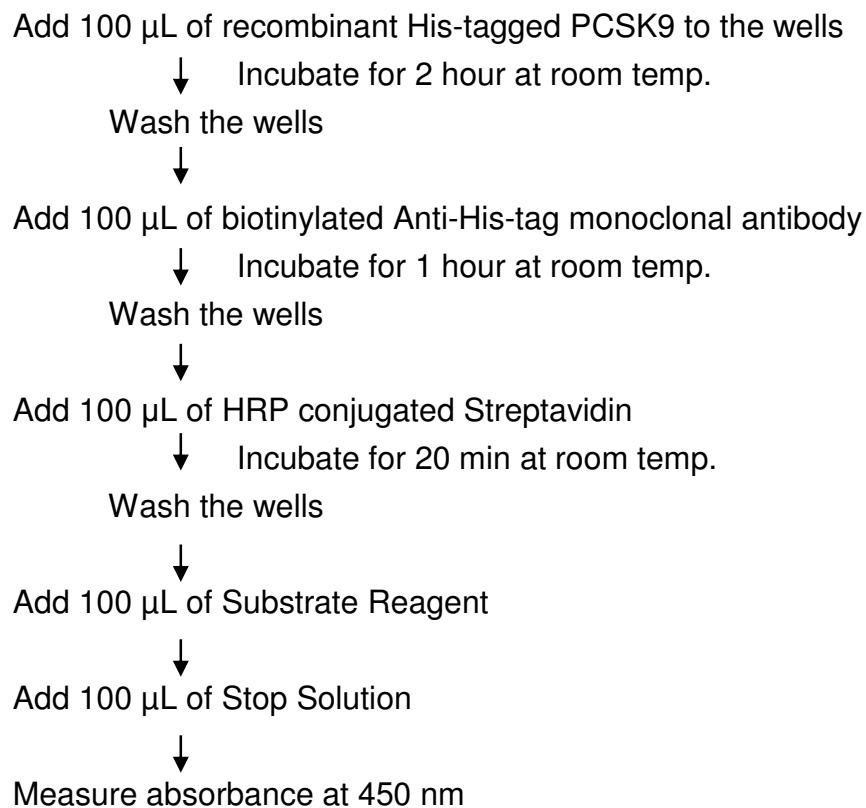 Add 100 µL of recombinant His-tagged PCSK9 to the wells
Incubate for 2 hour at room temp.
Wash the wells
Add 100 µL of biotinylated Anti-His-tag monoclonal antibody
Incubate for 1 hour at room temp.
Wash the wells
Add 100 µL of HRP conjugated Streptavidin
Incubate for 20 min at room temp.
Wash the wells
Add 100 µL of Substrate Reagent
Add 100 µL of Stop Solution
Measure absorbance at 450 nm